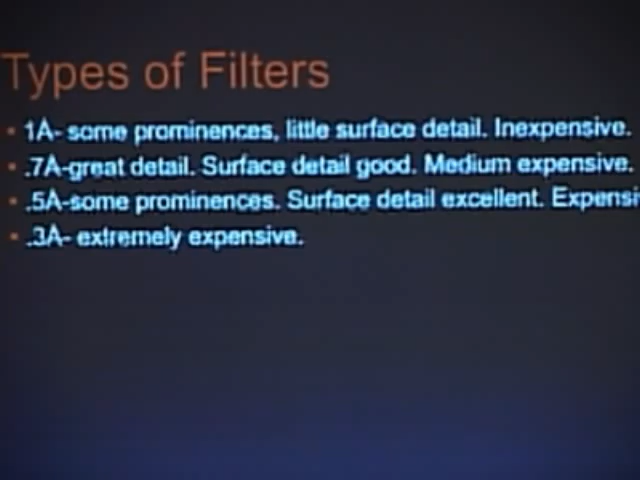 Types of Filters
• 1A- some prominences, little surface detail. Inexpensive.
• .7A-great detail. Surface detail good. Medium expensive.
• .5A-some prominences. Surface detail excellent. Expensi
• .3A- extremely expensive.